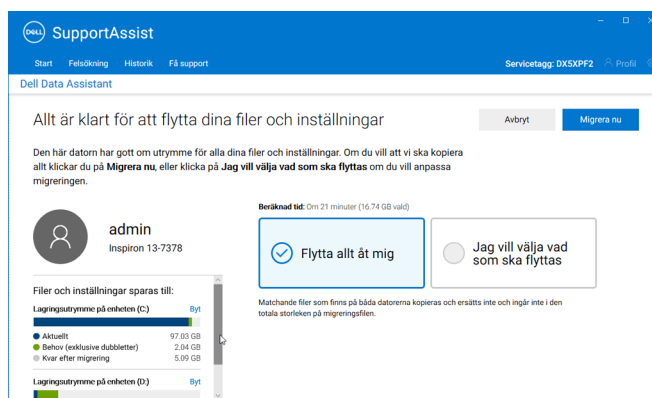 DELL SupportAssist
Start Felsökning Historik Få support Servicetagg: DX5XPF2 Profil
Dell Data Assistant
Allt är klart för att flytta dina filer och inställningar
Avbryt Migrera nu
Den här datorn har gott om utrymme för alla dina filer och inställningar. Om du vill att vi ska kopiera
allt klickar du på Migrera nu, eller klicka på Jag vill välja vad som ska flyttas om du vill anpassa
migreringen.
admin
Inspiron 13-7378
Beräknad tid: Om 21 minuter (16.74 GB vald)
Flytta allt åt mig
Jag vill välja vad
som ska flyttas
Matchande filer som finns på båda datorerna kopieras och ersätts inte och ingår inte i den
totala storleken på migreringsfilen.
Filer och inställningar sparas
till:
Lagringsutrymme på enheten (C:) Byt
Aktuellt 97.03 GB
Behov (exklusive dubbletter) 2.04 GB
Kvar efter migrering 5.09 GB
Lagringsutrymme på enheten (D:) Byt